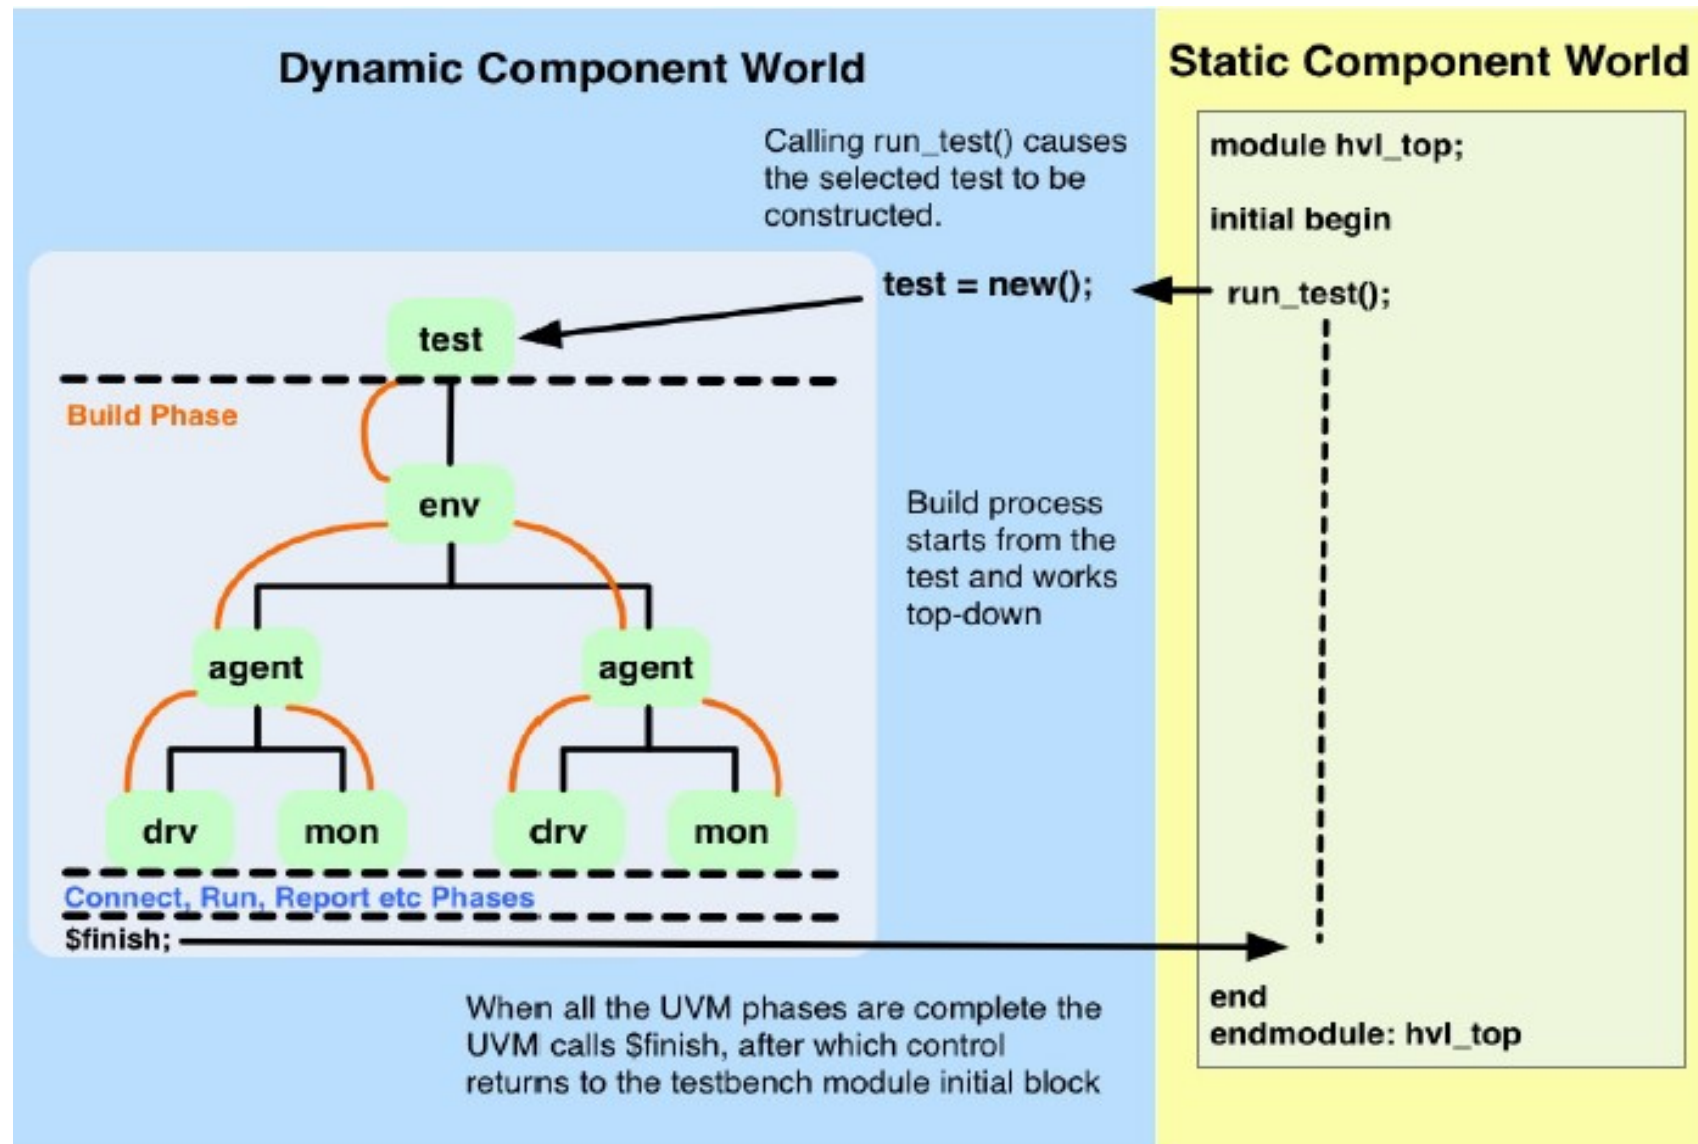 Dynamic Component World
Static Component World
Calling run_test() causes
the selected test to be
constructed.
module hvl_top;
initial begin
test = new();
run_test();
test
Build Phase
env
Build process
starts from the
test and works
top-down
agent
agent
drv
mon
drv
mon
Connect, Run, Report etc Phases
$finish;
When all the UVM phases are complete the
UVM calls $finish, after which control
returns to the testbench module initial block
end
endmodule: hvl_top